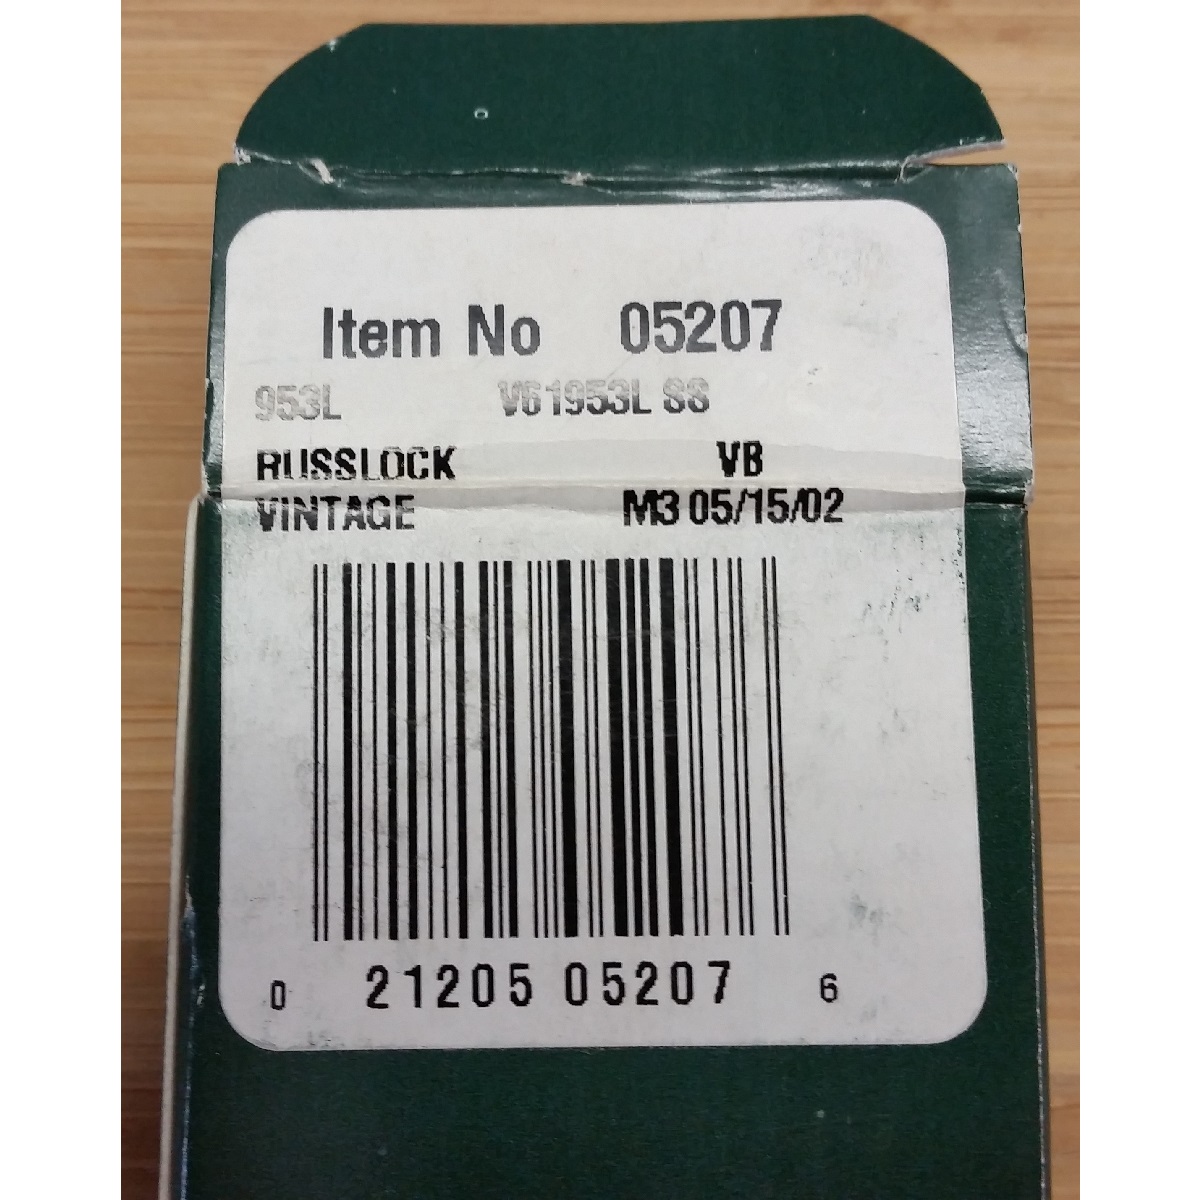 Item No 05207
953L V61953L SS
RUSSLOCK VB
VINTAGE M3 05/15/02
0 21205 05207 6